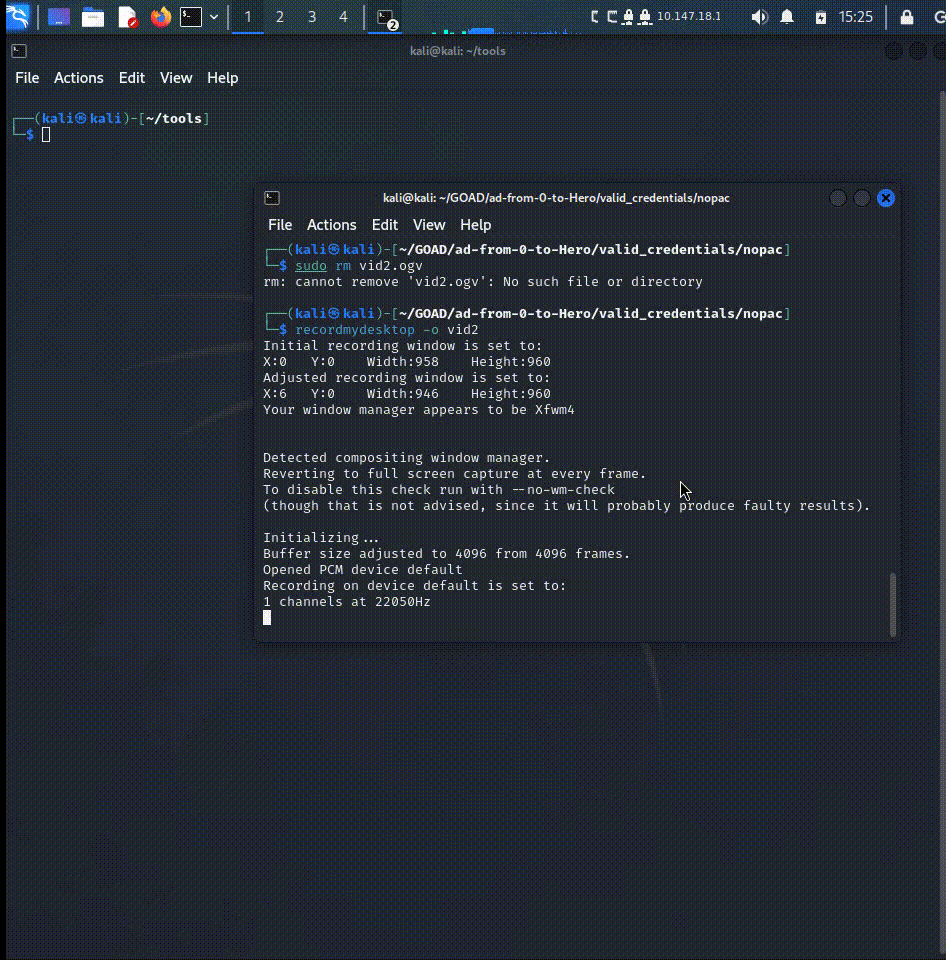 1 2 3 4 2 10.147.18.1 15:25
kali@kali: ~/tools
File Actions Edit View Help
┌──(kali㉿kali)-[~/tools]
└─$
kali@kali: ~/GOAD/ad-from-0-to-Hero/valid_credentials/nopac
File Actions Edit View Help
┌──(kali㉿kali)-[~/GOAD/ad-from-0-to-Hero/valid_credentials/nopac]
└─$ sudo rm vid2.ogv
rm: cannot remove 'vid2.ogv': No such file or directory
┌──(kali㉿kali)-[~/GOAD/ad-from-0-to-Hero/valid_credentials/nopac]
└─$ recordmydesktop -o vid2
Initial recording window is set to:
X:0 Y:0 Width:958 Height:960
Adjusted recording window is set to:
X:6 Y:0 Width:946 Height:960
Your window manager appears to be Xfwm4
Detected compositing window manager.
Reverting to full screen capture at every frame.
To disable this check run with --no-wm-check
(though that is not advised, since it will probably produce faulty results).
Initializing...
Buffer size adjusted to 4096 from 4096 frames.
Opened PCM device default
Recording on device default is set to:
1 channels at 22050Hz